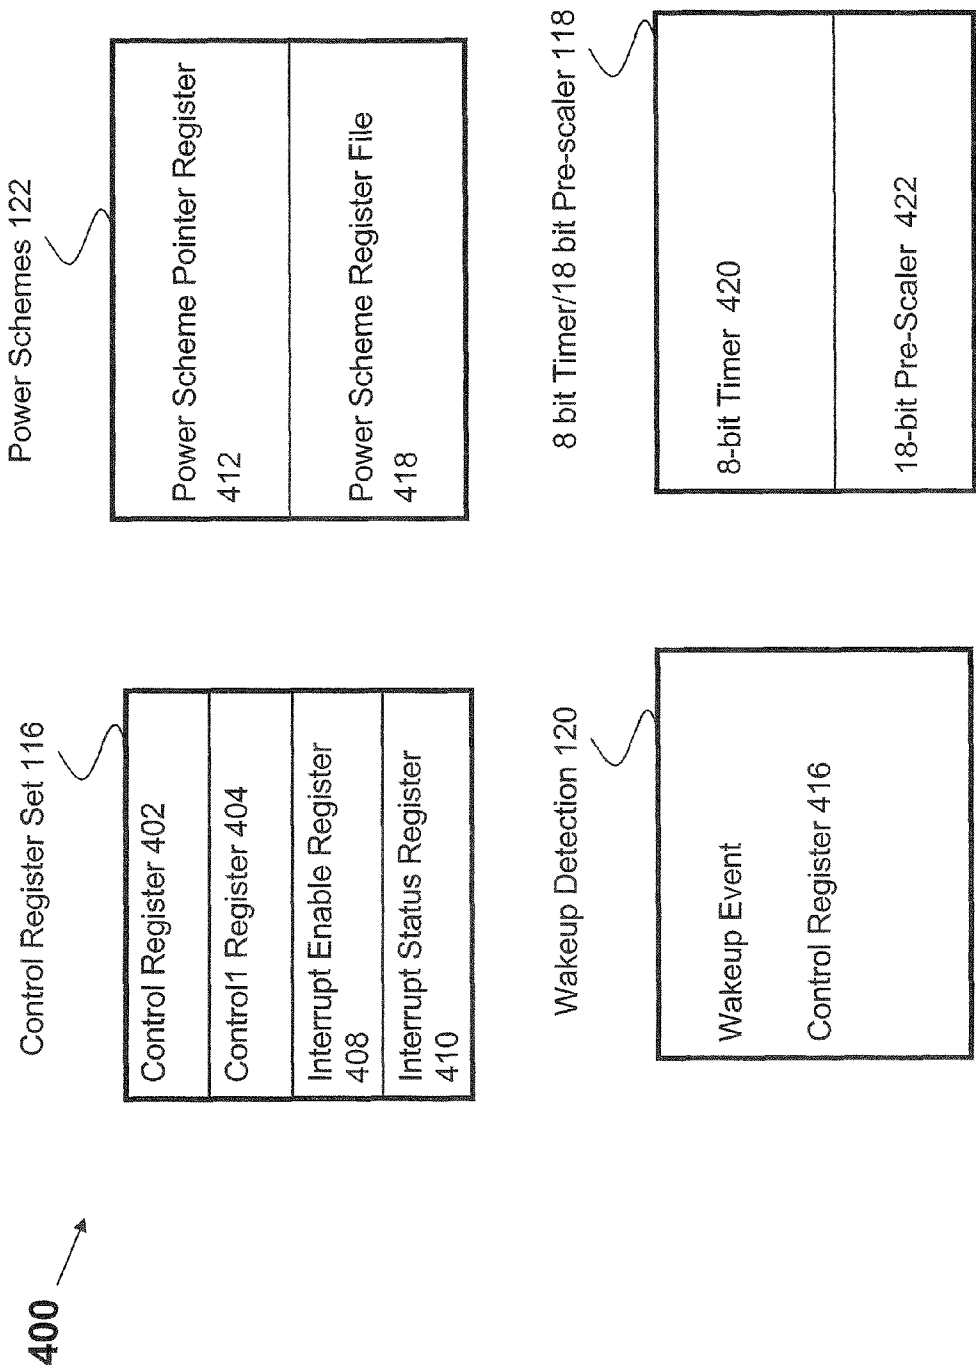 400
Control Register Set 116
Control Register 402
Control1 Register 404
Interrupt Enable Register
408
Interrupt Status Register
410
Power Schemes 122
Power Scheme Pointer Register
412
Power Scheme Register File
418
Wakeup Detection 120
Wakeup Event
Control Register 416
8 bit Timer/18 bit Pre-scaler 118
8-bit Timer 420
18-bit Pre-Scaler 422